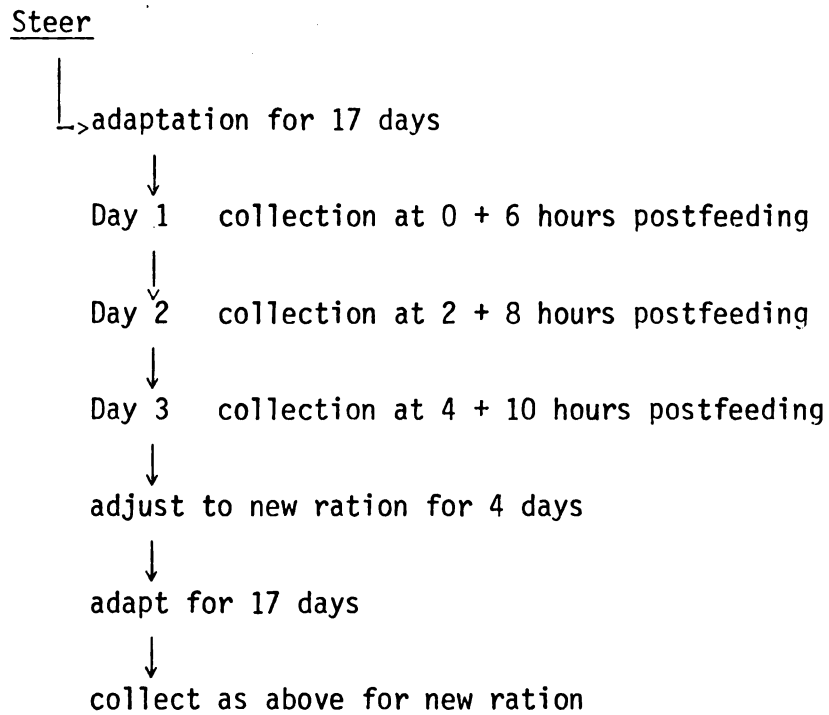 Steer
adaptation for 17 days
Day 1 collection at 0 + 6 hours postfeeding
Day 2 collection at 2 + 8 hours postfeeding
Day 3 collection at 4 + 10 hours postfeeding
adjust to new ration for 4 days
adapt for 17 days
collect as above for new ration